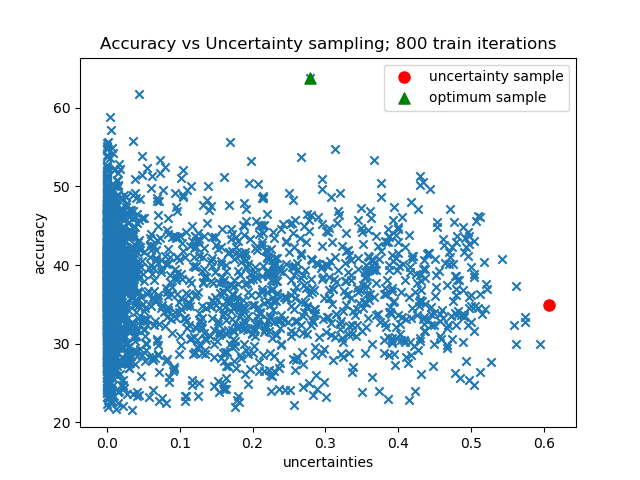 Accuracy vs Uncertainty sampling; 800 train iterations
uncertainty sample
optimum sample
60
50
40
30
20
accuracy
0.0 0.1 0.2 0.3 0.4 0.5 0.6
uncertainties